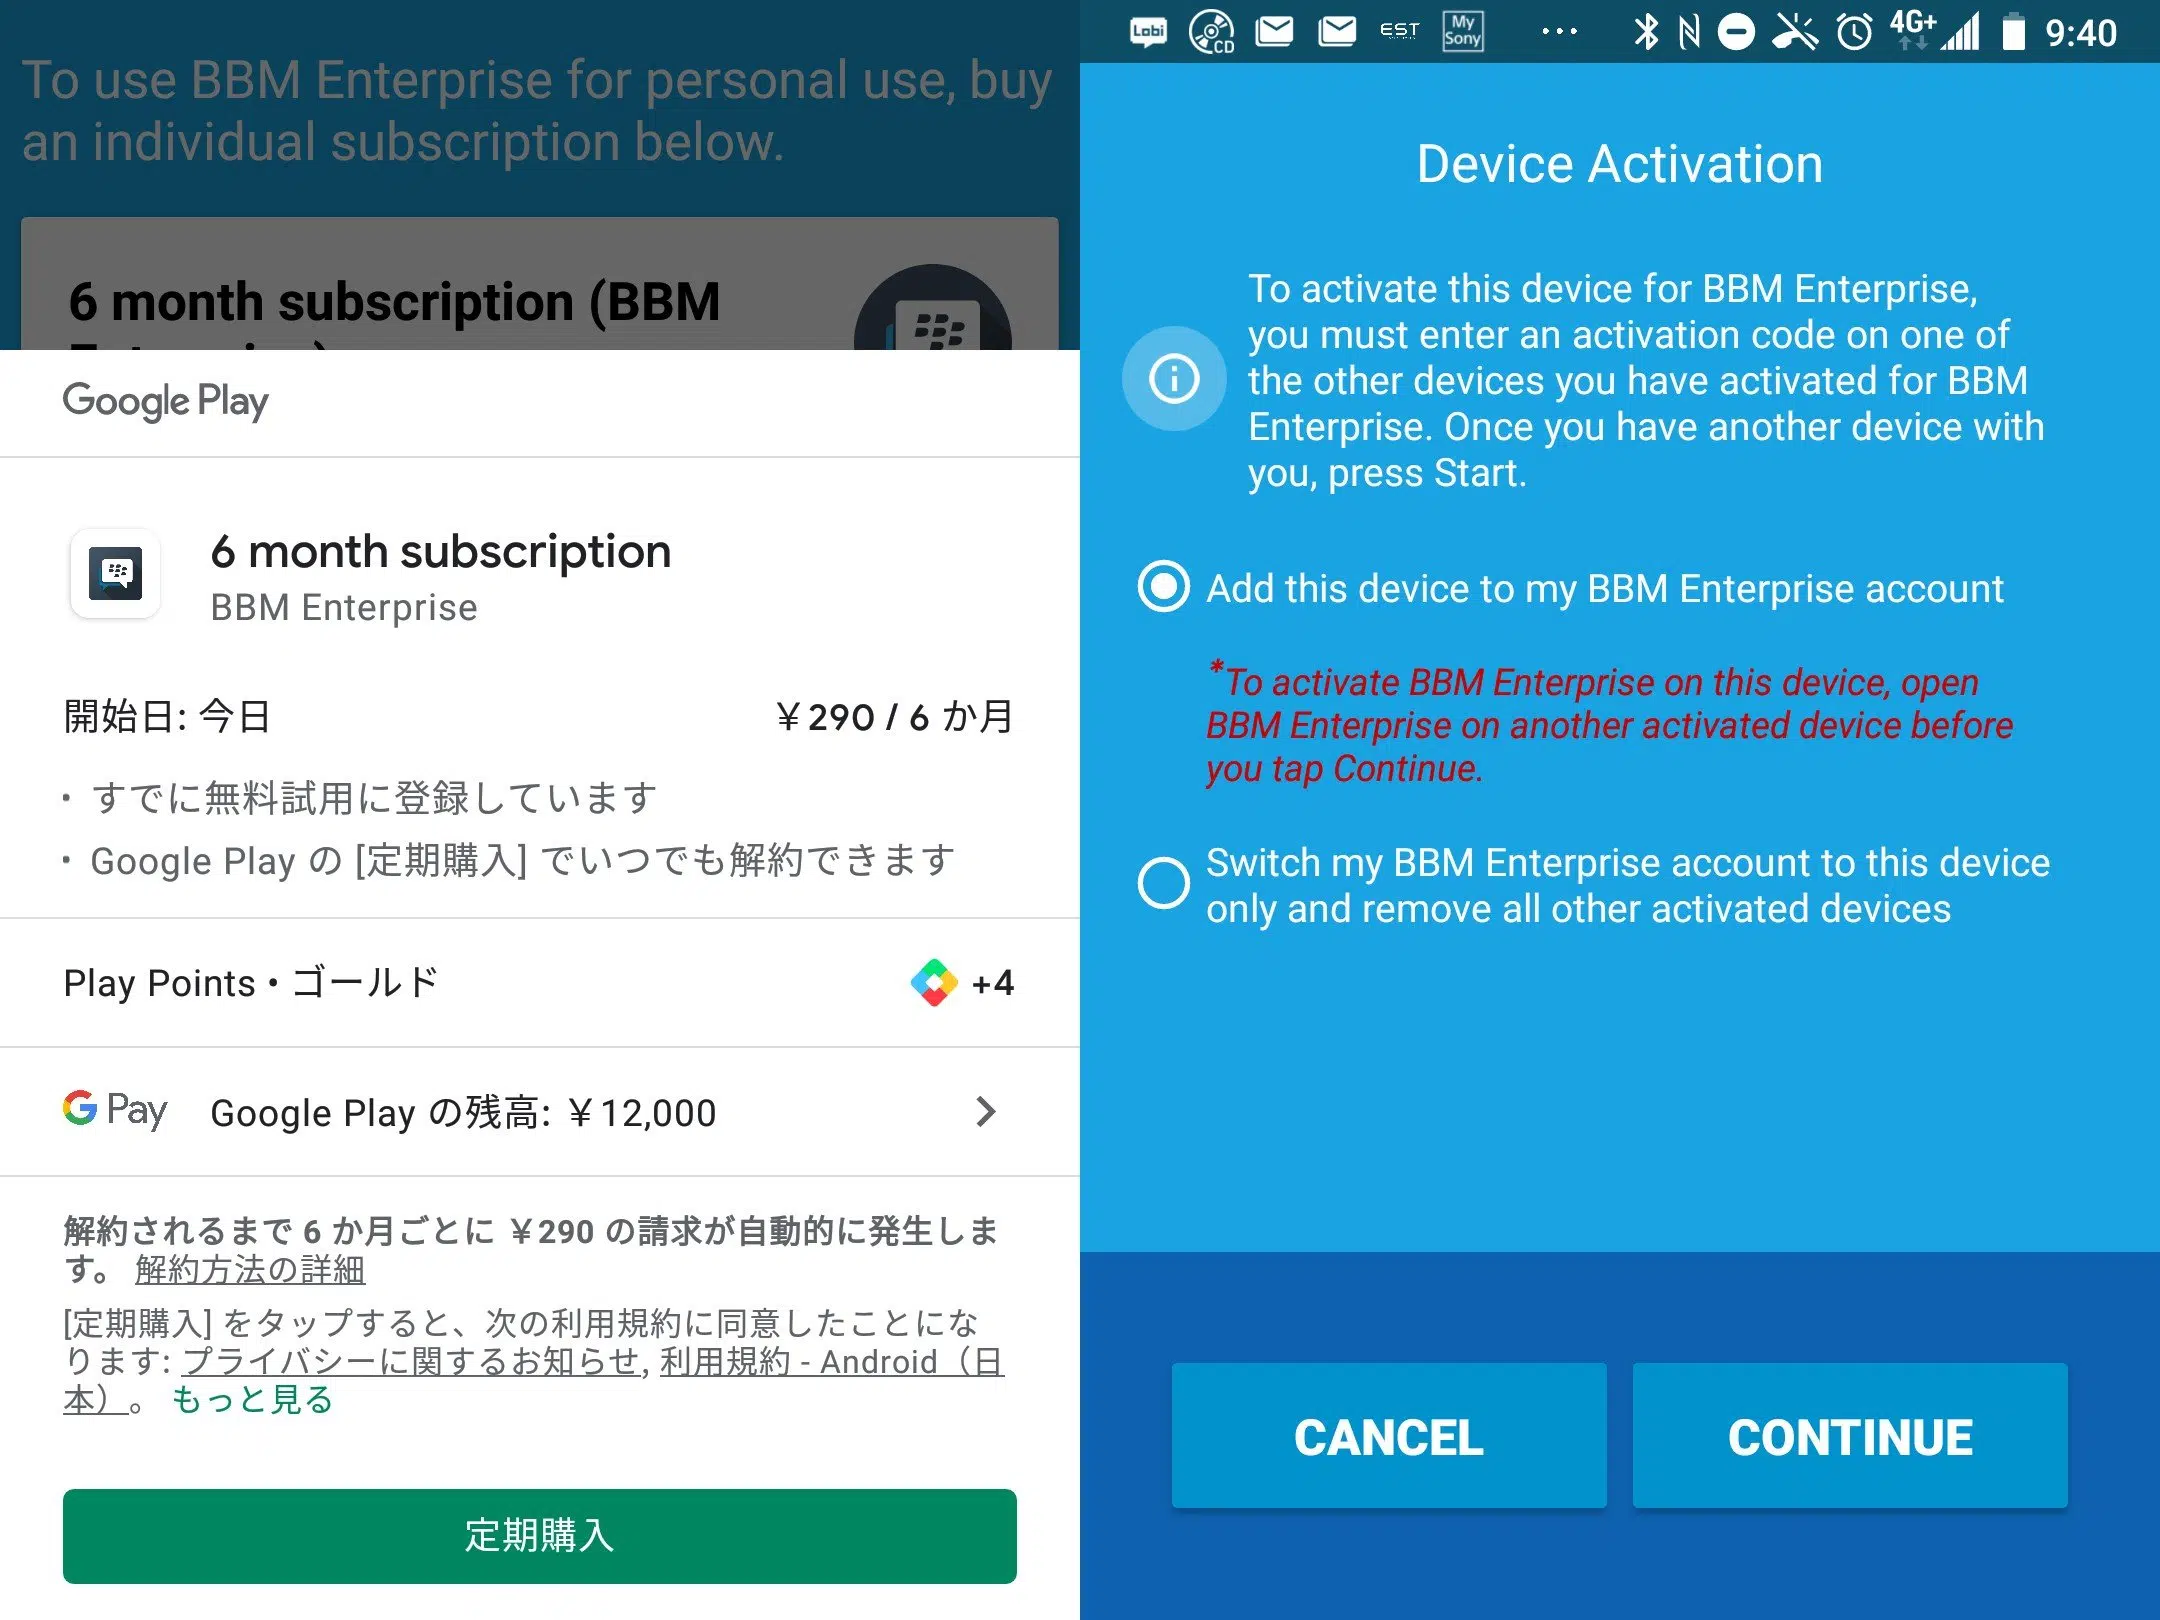 To use BBM Enterprise for personal use, buy
an individual subscription below.
6 month subscription (BBM
Google Play
6 month subscription
BBM Enterprise
開始日: 今日
￥290 / 6 か月
・ すでに無料試用に登録しています
・ Google Play の [定期購入] でいつでも解約できます
Play Points • ゴールド
+4
G Pay
Google Play の残高: ￥12,000
解約されるまで 6 か月ごとに ￥290 の請求が自動的に発生しま
す。 解約方法の詳細
[定期購入] をタップすると、次の利用規約に同意したことにな
ります: プライバシーに関するお知らせ, 利用規約 - Android（日
本）。 もっと見る
定期購入
Lobi
CD
EST
My
Sony
4G+
9:40
Device Activation
To activate this device for BBM Enterprise,
you must enter an activation code on one of
the other devices you have activated for BBM
Enterprise. Once you have another device with
you, press Start.
Add this device to my BBM Enterprise account
*To activate BBM Enterprise on this device, open
BBM Enterprise on another activated device before
you tap Continue.
Switch my BBM Enterprise account to this device
only and remove all other activated devices
CANCEL
CONTINUE